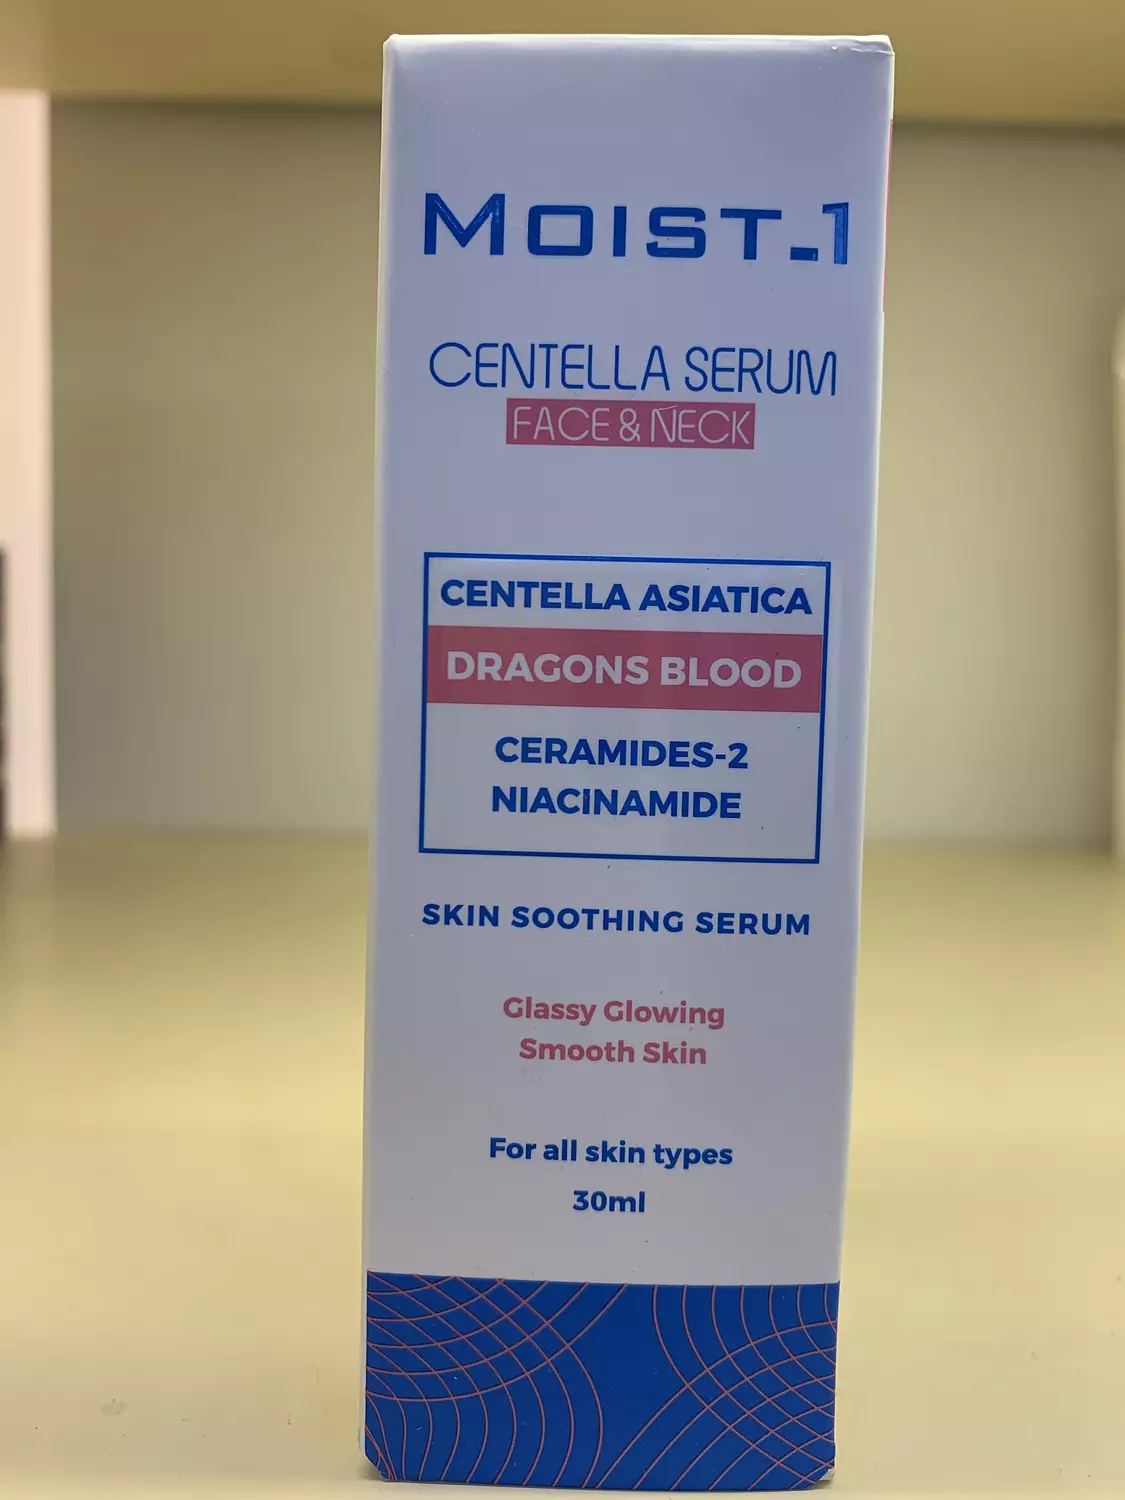 MOIST_1
CENTELLA SERUM
FACE & NECK
CENTELLA ASIATICA
DRAGONS BLOOD
CERAMIDES-2
NIACINAMIDE
SKIN SOOTHING SERUM
Glassy Glowing
Smooth Skin
For all skin types
30ml